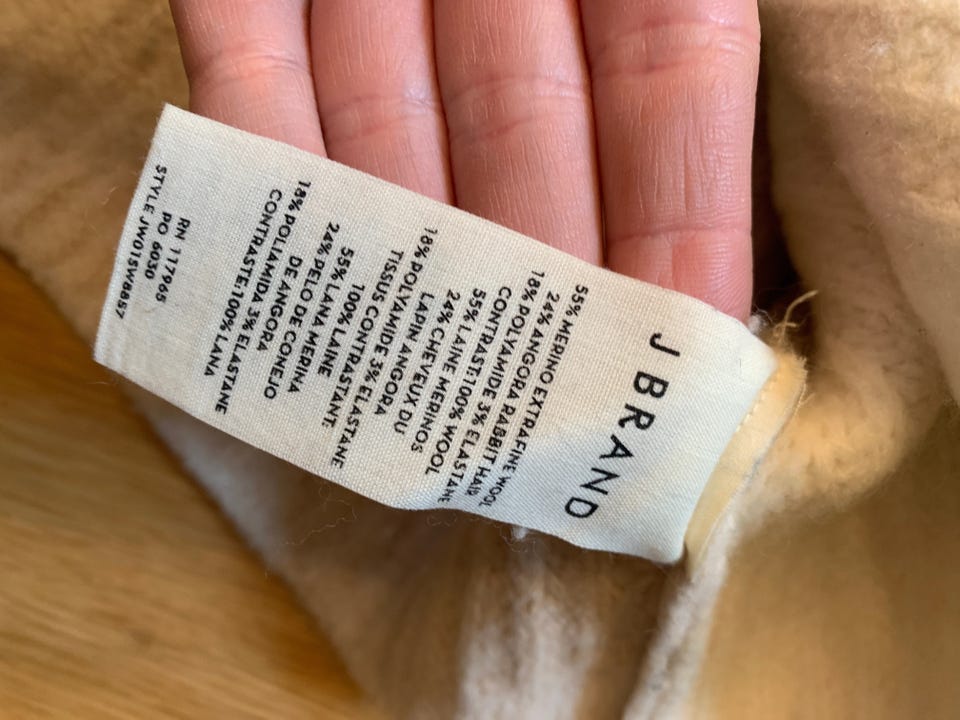 J BRAND
55% MERINO EXTRAFINE WOOL
24% ANGORA RABBIT HAIR
18% POLYAMIDE 3% ELASTANE
CONTRAST:100% WOOL
55% LAINE MERINOS
24% CHEVEUX DU
LAPIN ANGORA
18% POLYAMIDE 3% ELASTANE
TISSUS CONTRASTANT:
100% LAINE
55% LANA MERINA
24% PELO DE CONEJO
DE ANGORA
18% POLIAMIDA 3% ELASTANE
CONTRASTE:100% LANA
RN 117965
PO 6030
STYLE JW01SW8857